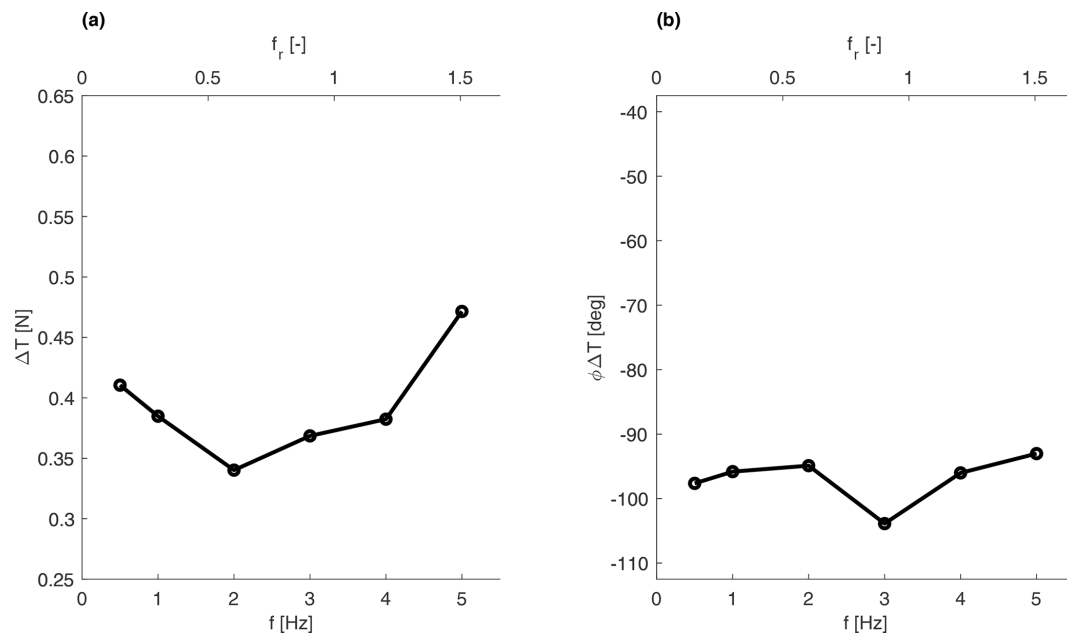 (a)
f_r [-]
0 0.5 1 1.5
0.65
0.6
0.55
0.5
0.45
0.4
0.35
0.3
0.25
ΔT [N]
0 1 2 3 4 5
f [Hz]
(b)
f_r [-]
0 0.5 1 1.5
-40
-50
-60
-70
-80
-90
-100
-110
ϕΔT [deg]
0 1 2 3 4 5
f [Hz]